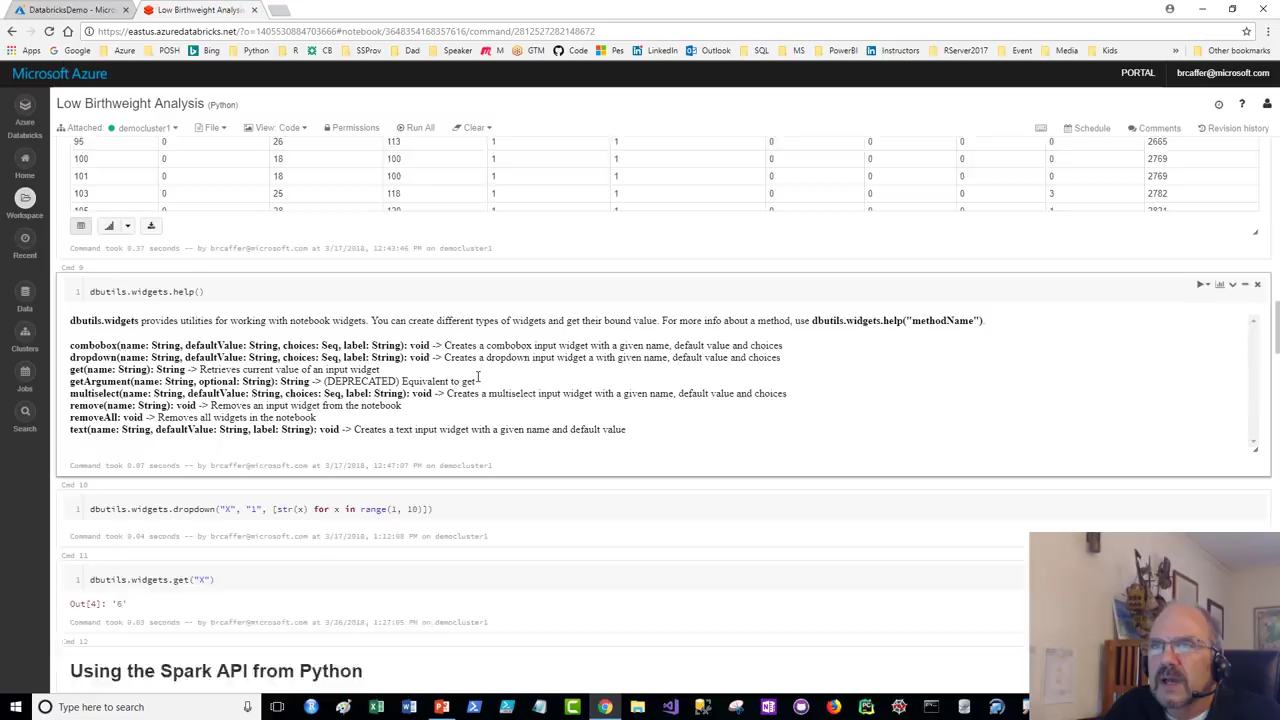 DatabricksDemo - Micros
Low Birthweight Analysis
https://eastus.azuredatabricks.net/?o=1405530884703666#notebook/3648354168357616/command/2812527282148672
Apps Google Azure POSH Bing Python R CB SSProv Dad Speaker M GTM Code Pes LinkedIn Outlook SQL MS PowerBI Instructors RServer2017 Event Media Kids Other bookmarks
Microsoft Azure PORTAL brcaffer@microsoft.com
Low Birthweight Analysis (Python)
Attached: democluster1 File View: Code Permissions Run All Clear Schedule Comments Revision history
Azure Databricks
Home
Workspace
Recent
Data
Clusters
Jobs
Search
95 0 26 113 1 1 0 0 0 0 2665
100 0 18 100 1 1 0 0 0 0 2769
101 0 18 100 1 1 0 0 0 0 2769
103 0 25 118 1 1 0 0 0 3 2782
Command took 0.37 seconds -- by brcaffer@microsoft.com at 3/17/2018, 12:43:46 PM on democluster1
Cmd 9
1 dbutils.widgets.help()
dbutils.widgets provides utilities for working with notebook widgets. You can create different types of widgets and get their bound value. For more info about a method, use dbutils.widgets.help("methodName").
combobox(name: String, defaultValue: String, choices: Seq, label: String): void -> Creates a combobox input widget with a given name, default value and choices
dropdown(name: String, defaultValue: String, choices: Seq, label: String): void -> Creates a dropdown input widget a with given name, default value and choices
get(name: String): String -> Retrieves current value of an input widget
getArgument(name: String, optional: String): String -> (DEPRECATED) Equivalent to get
multiselect(name: String, defaultValue: String, choices: Seq, label: String): void -> Creates a multiselect input widget with a given name, default value and choices
remove(name: String): void -> Removes an input widget from the notebook
removeAll: void -> Removes all widgets in the notebook
text(name: String, defaultValue: String, label: String): void -> Creates a text input widget with a given name and default value
Command took 0.07 seconds -- by brcaffer@microsoft.com at 3/17/2018, 12:47:07 PM on democluster1
Cmd 10
1 dbutils.widgets.dropdown("X", "1", [str(x) for x in range(1, 10)])
Command took 0.04 seconds -- by brcaffer@microsoft.com at 3/17/2018, 1:12:08 PM on democluster1
Cmd 11
1 dbutils.widgets.get("X")
Out[4]: '6'
Command took 0.03 seconds -- by brcaffer@microsoft.com at 3/26/2018, 1:27:05 PM on democluster1
Cmd 12
Using the Spark API from Python
Type here to search